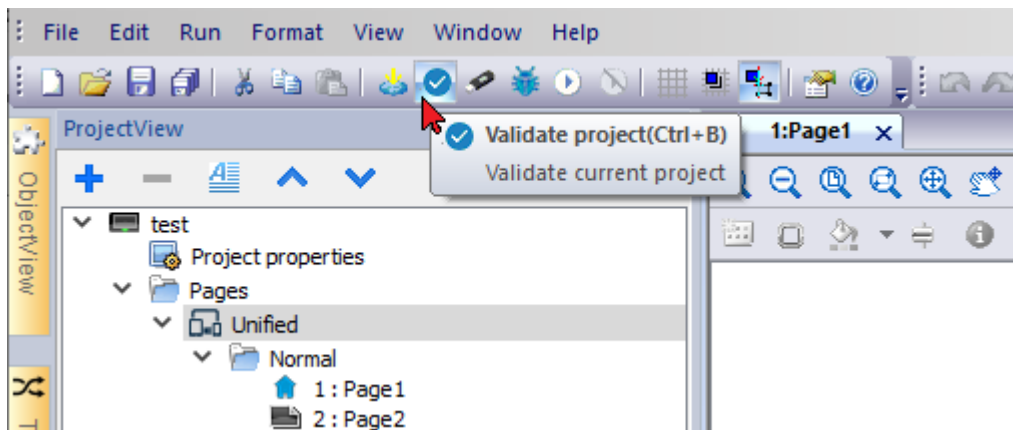 File Edit Run Format View Window Help
ProjectView
Validate project(Ctrl+B)
1:Page1
Validate current project
ObjectView
test
Project properties
Pages
Unified
Normal
1 : Page1
2 : Page2